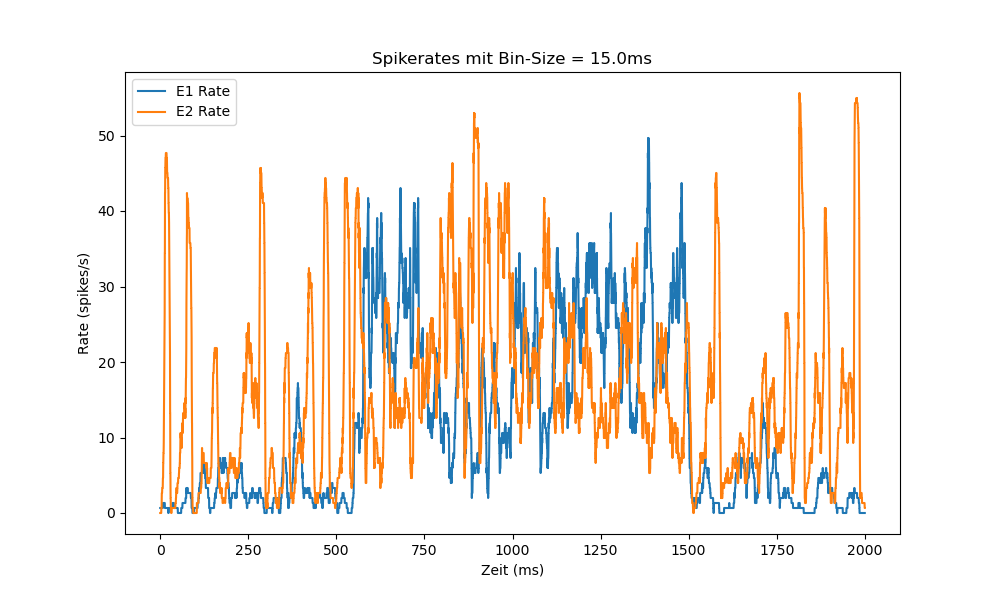 Spikerates mit Bin-Size = 15.0ms
E1 Rate
E2 Rate
50
40
30
20
10
0
Rate (spikes/s)
0 250 500 750 1000 1250 1500 1750 2000
Zeit (ms)